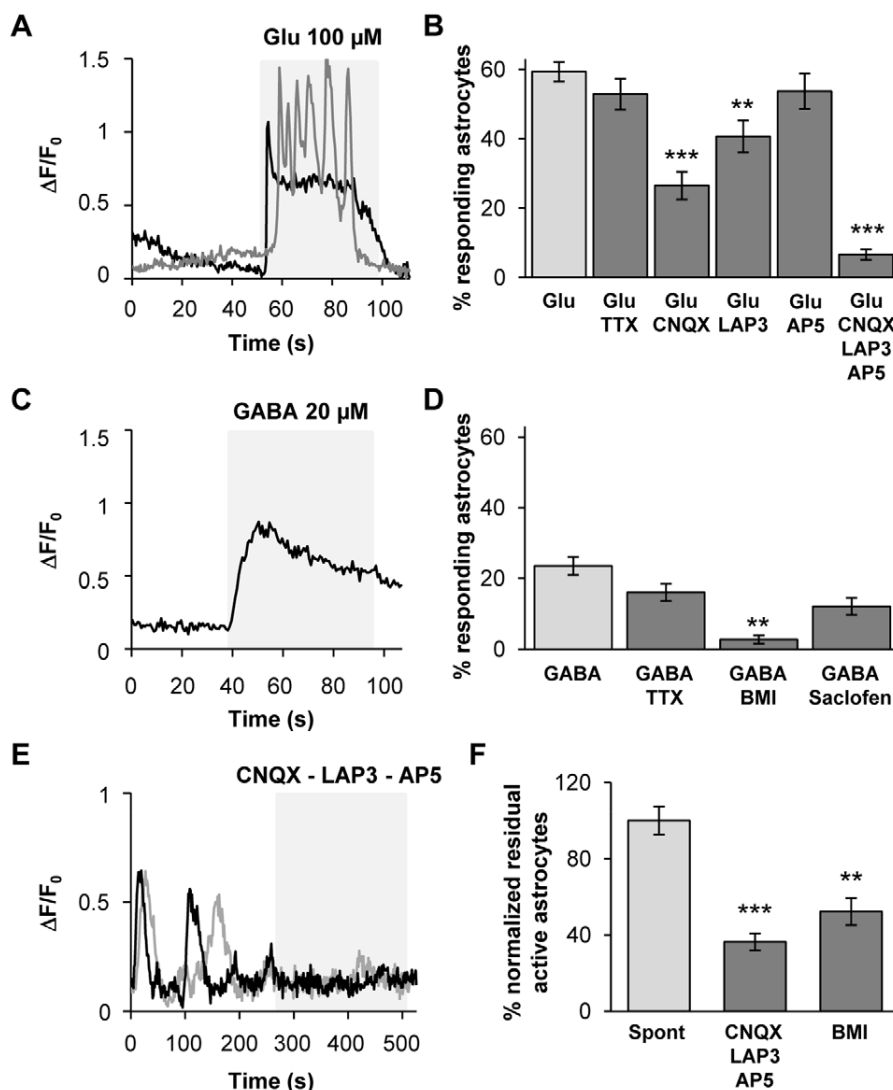 A
Glu 100 µM
1.5
1
0.5
0
ΔF/F0
0 20 40 60 80 100
Time (s)
B
% responding astrocytes
60
40
20
0
**
***
***
Glu Glu Glu Glu Glu Glu
TTX CNQX LAP3 AP5 CNQX
LAP3
AP5
C
GABA 20 µM
1.5
1
0.5
0
ΔF/F0
0 20 40 60 80 100
Time (s)
D
% responding astrocytes
60
40
20
0
**
GABA GABA GABA GABA
TTX BMI Saclofen
E
CNQX - LAP3 - AP5
1
0.5
0
ΔF/F0
0 100 200 300 400 500
Time (s)
F
% normalized residual
active astrocytes
120
80
40
0
**
***
Spont CNQX BMI
LAP3
AP5